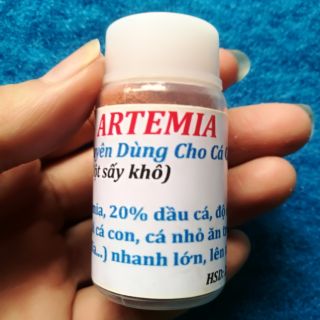 ARTEMIA
yên Dùng Cho Cá
ột sấy khô)
nia, 20% dầu cá, độ
cá con, cá nhỏ ăn
...) nhanh lớn, lên
HSD: